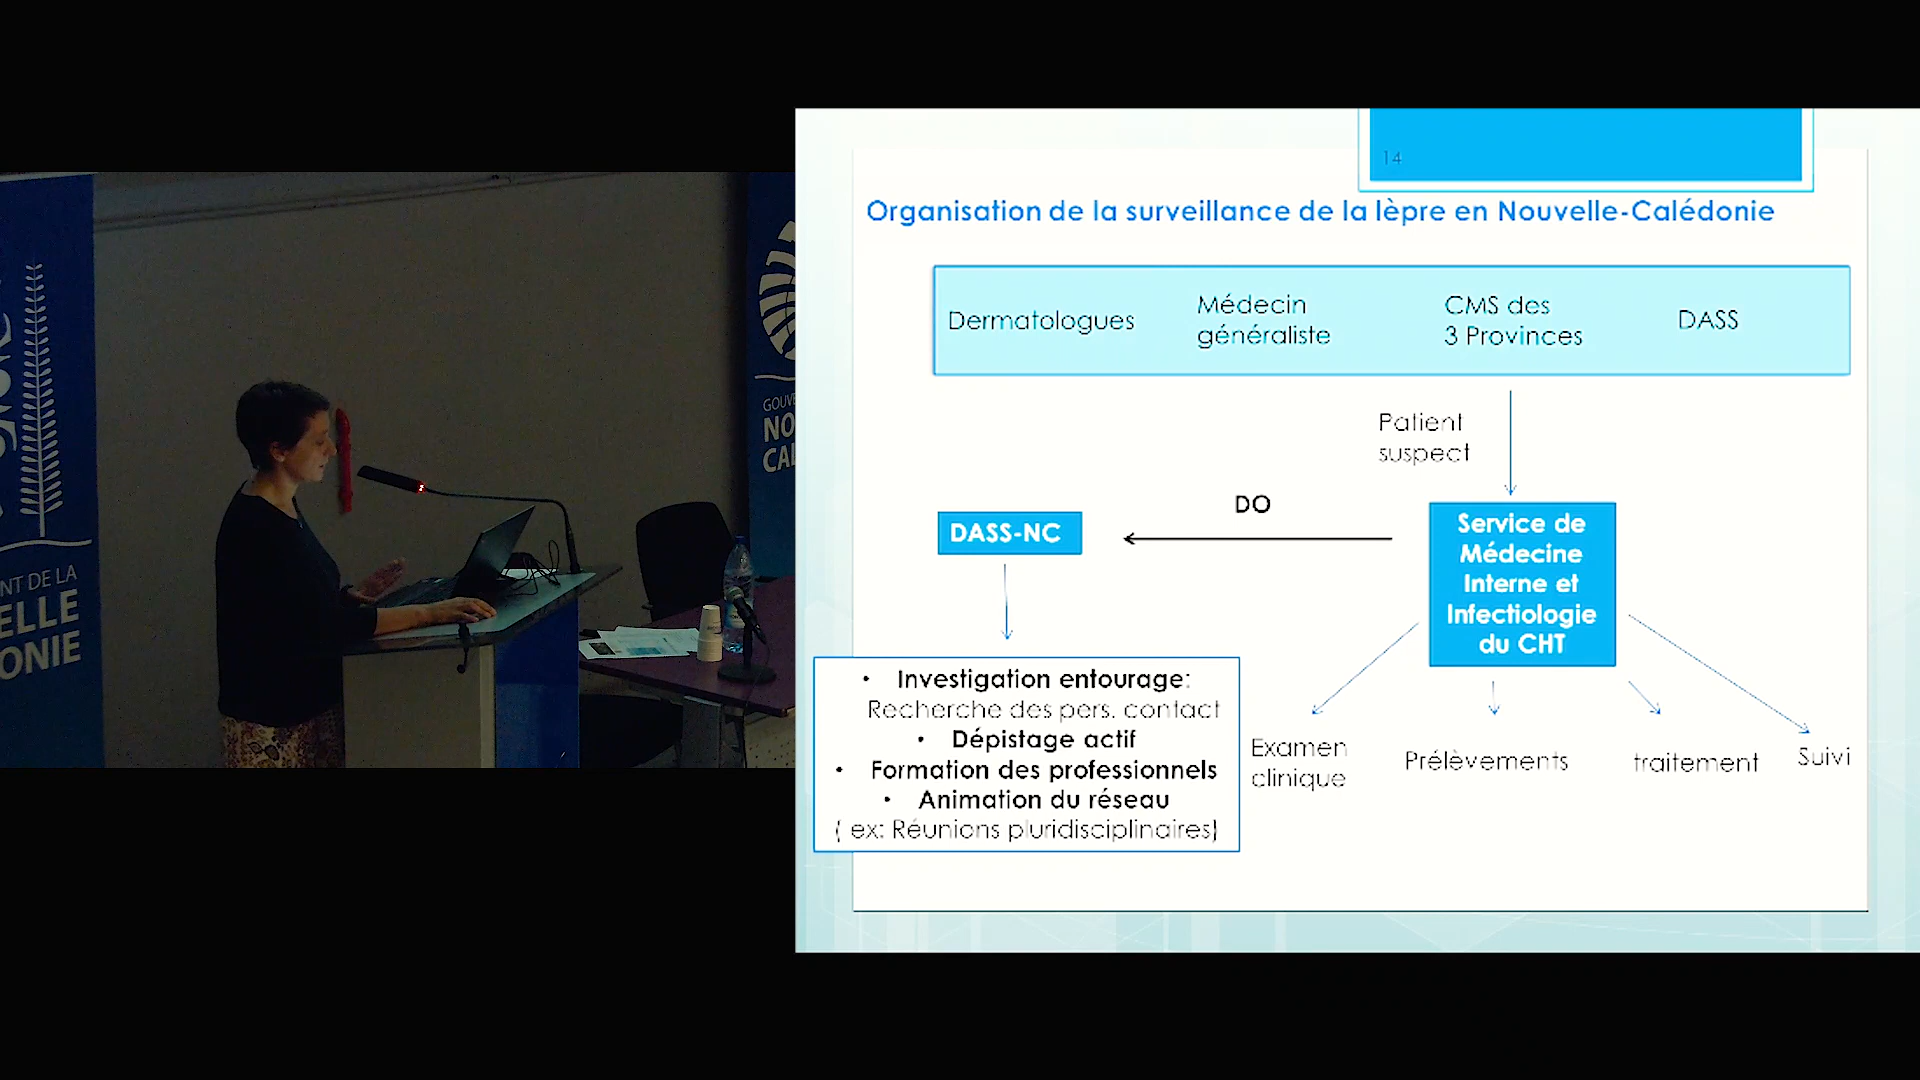 NT DE LA
ELLE
ONIE
GOUV
NO
CAL
14
Organisation de la surveillance de la lèpre en Nouvelle-Calédonie
Dermatologues
Médecin
généraliste
CMS des
3 Provinces
DASS
Patient
suspect
DO
DASS-NC
Service de
Médecine
Interne et
Infectiologie
du CHT
• Investigation entourage:
Recherche des pers. contact
• Dépistage actif
• Formation des professionnels
• Animation du réseau
( ex: Réunions pluridisciplinaires)
Examen
clinique
Prélèvements
traitement
Suivi